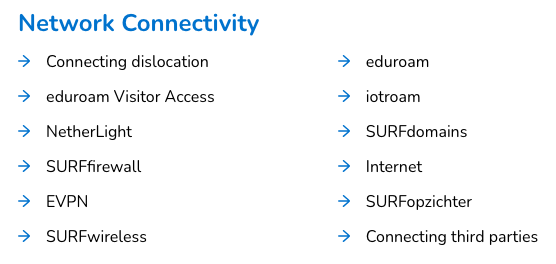 Network Connectivity
Connecting dislocation
eduroam Visitor Access
NetherLight
SURFfirewall
EVPN
SURFwireless
eduroam
iotroam
SURFdomains
Internet
SURFopzichter
Connecting third parties